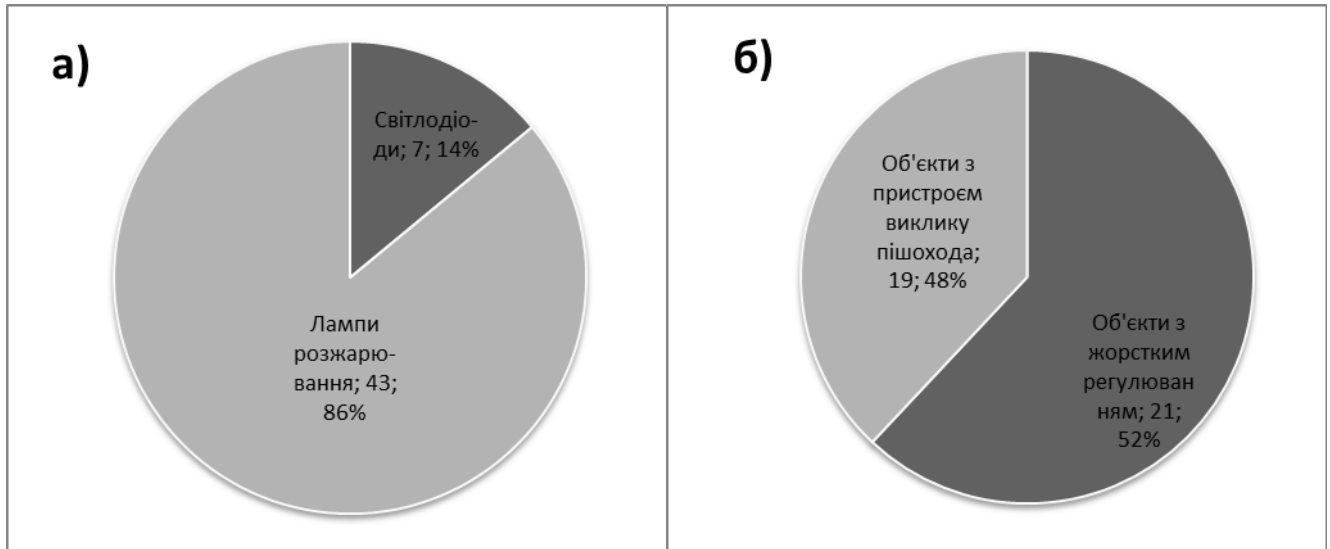 а)
Світлодіо-
ди; 7; 14%
Лампи
розжарю-
вання; 43;
86%
б)
Об'єкти з
пристроєм
виклику
пішохода;
19; 48%
Об'єкти з
жорстким
регулюван
ням; 21;
52%